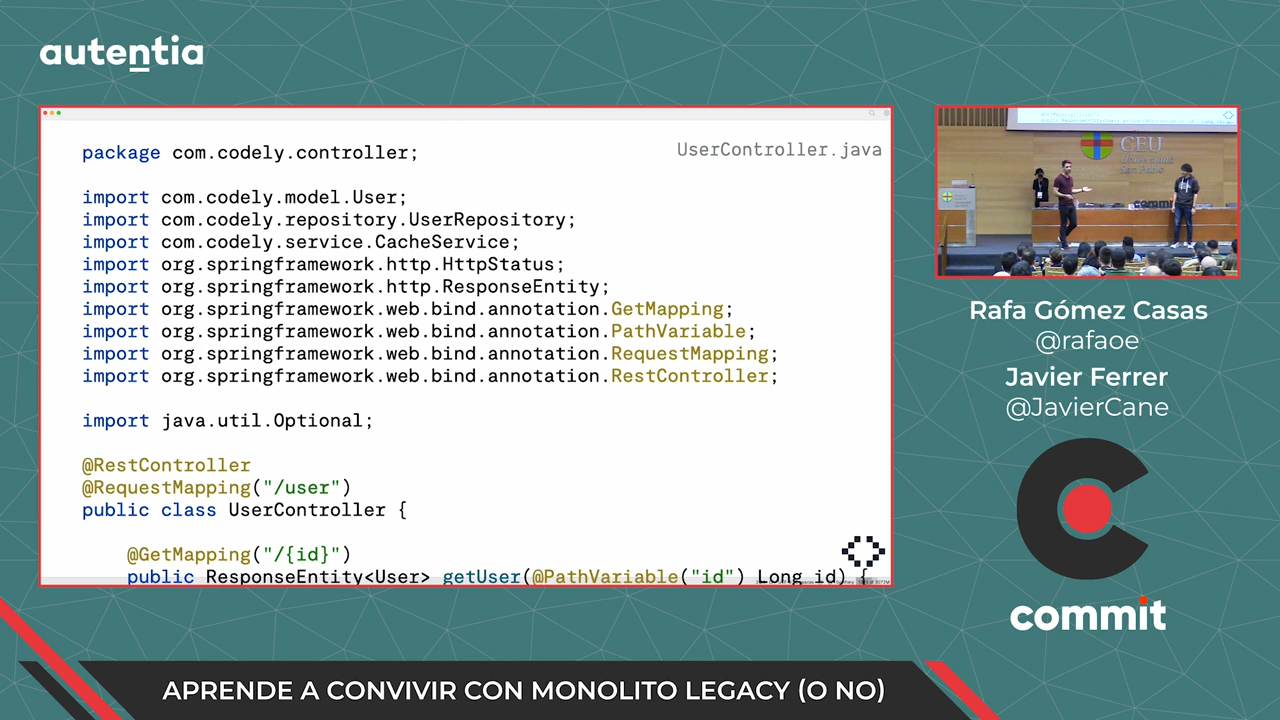 autentia
package com.codely.controller;
UserController.java
import com.codely.model.User;
import com.codely.repository.UserRepository;
import com.codely.service.CacheService;
import org.springframework.http.HttpStatus;
import org.springframework.http.ResponseEntity;
import org.springframework.web.bind.annotation.GetMapping;
import org.springframework.web.bind.annotation.PathVariable;
import org.springframework.web.bind.annotation.RequestMapping;
import org.springframework.web.bind.annotation.RestController;
import java.util.Optional;
@RestController
@RequestMapping("/user")
public class UserController {
@GetMapping("/{id}")
public ResponseEntity<User> getUser(@PathVariable("id") Long id) {
CEU
Universidad
San Pablo
commit
Rafa Gómez Casas
@rafaoe
Javier Ferrer
@JavierCane
commit
APRENDE A CONVIVIR CON MONOLITO LEGACY (O NO)